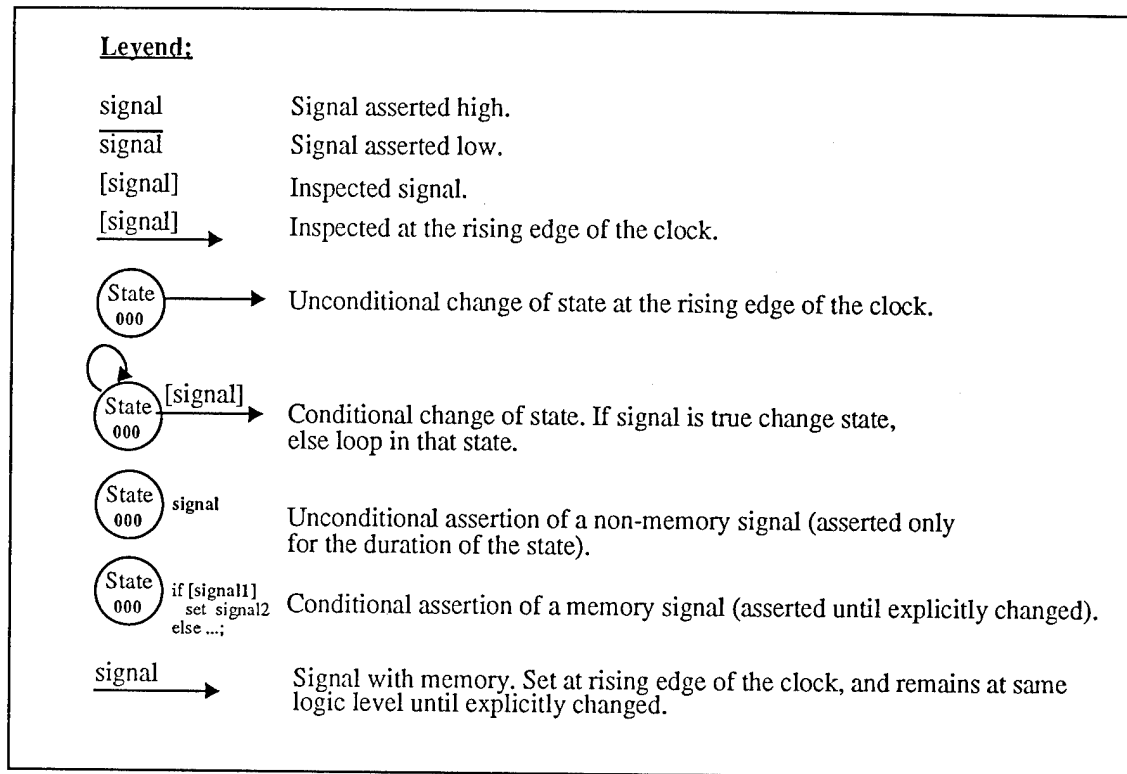 Leyend:
signal Signal asserted high.
signal Signal asserted low.
[signal] Inspected signal.
[signal] Inspected at the rising edge of the clock.
State
000
Unconditional change of state at the rising edge of the clock.
State
000
[signal]
Conditional change of state. If signal is true change state,
else loop in that state.
State
000
signal
Unconditional assertion of a non-memory signal (asserted only
for the duration of the state).
State
000
if [signal1]
set signal2
else ...;
Conditional assertion of a memory signal (asserted until explicitly changed).
signal
Signal with memory. Set at rising edge of the clock, and remains at same
logic level until explicitly changed.